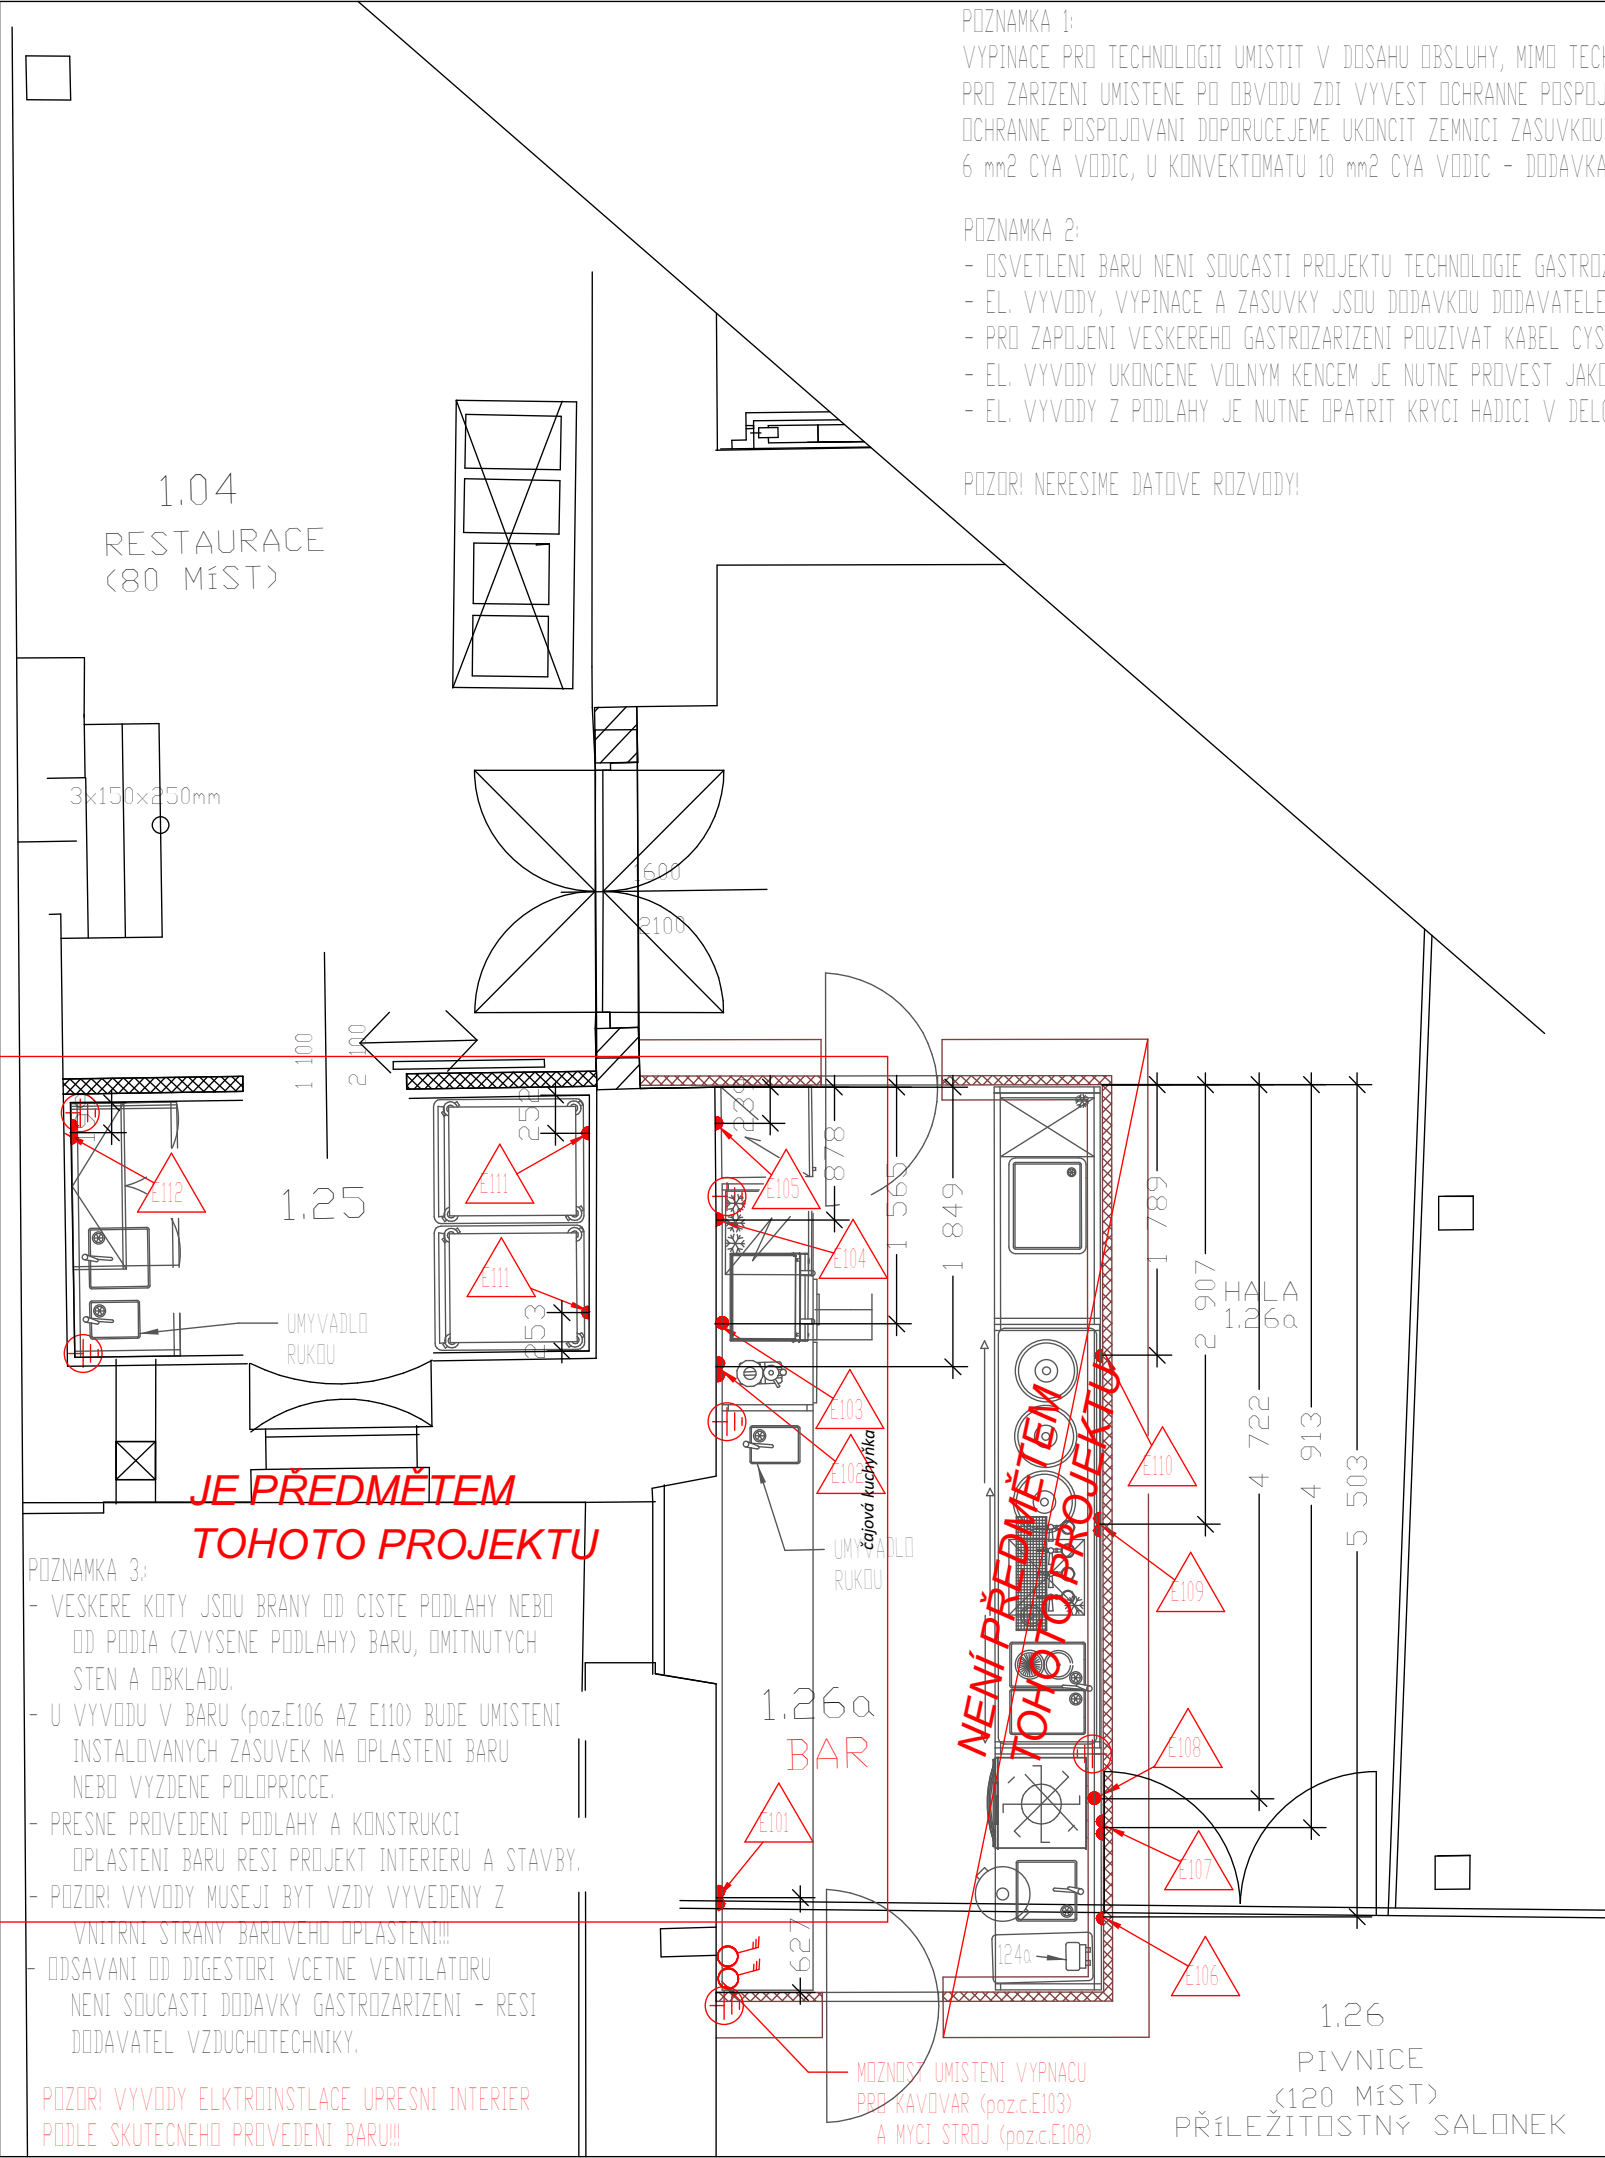 POZNAMKA 1:
VYPINACE PRO TECHNOLOGII UMISTIT V DOSAHU OBSLUHY, MIMO TECH
PRO ZARIZENI UMISTENE PO OBVODU ZDI VYVEST OCHRANNE POSPOJ
OCHRANNE POSPOJOVANI DOPORUCEJEME UKONCIT ZEMNICI ZASUVKOU
6 mm2 CYA VODIC, U KONVEKTOMATU 10 mm2 CYA VODIC - DODAVKA
POZNAMKA 2:
- OSVETLENI BARU NENI SOUCASTI PROJEKTU TECHNOLOGIE GASTROZ
- EL. VYVODY, VYPINACE A ZASUVKY JSOU DODAVKOU DODAVATELE
- PRO ZAPOJENI VESKEREHO GASTROZARIZENI POUZIVAT KABEL CYS
- EL. VYVODY UKONCENE VOLNYM KENCEM JE NUTNE PROVEST JAKO
- EL. VYVODY Z PODLAHY JE NUTNE OPATRIT KRYCI HADICI V DELC
POZOR! NERESIME DATOVE ROZVODY!
1.04
RESTAURACE
(80 MíST)
3x150x250mm
1600
2100
1 100
2 100
252
239
878
1 565
1 849
1 789
2 907
4 722
4 913
5 503
E112
E111
E105
1.25
E104
E111
253
HALA
1.26a
UMYVADLO
RUKOU
E103
E102
čajová kuchyňka
E110
UMYVADLO
RUKOU
JE PŘEDMĚTEM
TOHOTO PROJEKTU
NENÍ PŘEDMĚTEM
TOHOTO PROJEKTU
E109
POZNAMKA 3.:
- VESKERE KOTY JSOU BRANY OD CISTE PODLAHY NEBO
OD PODIA (ZVYSENE PODLAHY) BARU, OMITNUTYCH
STEN A OBKLADU.
- U VYVODU V BARU (poz.E106 AZ E110) BUDE UMISTENI
INSTALOVANYCH ZASUVEK NA OPLASTENI BARU
NEBO VYZDENE POLOPRICCE.
- PRESNE PROVEDENI PODLAHY A KONSTRUKCI
OPLASTENI BARU RESI PROJEKT INTERIERU A STAVBY.
- POZOR! VYVODY MUSEJI BYT VZDY VYVEDENY Z
VNITRNI STRANY BAROVEHO OPLASTENI!!!
- ODSAVANI OD DIGESTORI VCETNE VENTILATORU
NENI SOUCASTI DODAVKY GASTROZARIZENI - RESI
DODAVATEL VZDUCHOTECHNIKY.
POZOR! VYVODY ELKTROINSTLACE UPRESNI INTERIER
PODLE SKUTECNEHO PROVEDENI BARU!!!
1.26a
BAR
E108
E101
E107
627
124a
E106
MOZNOST UMISTENI VYPNACU
PRO KAVOVAR (poz.c.E103)
A MYCI STROJ (poz.c.E108)
1.26
PIVNICE
(120 MíST)
PŘíLEŽITOSTNÝ SALONEK